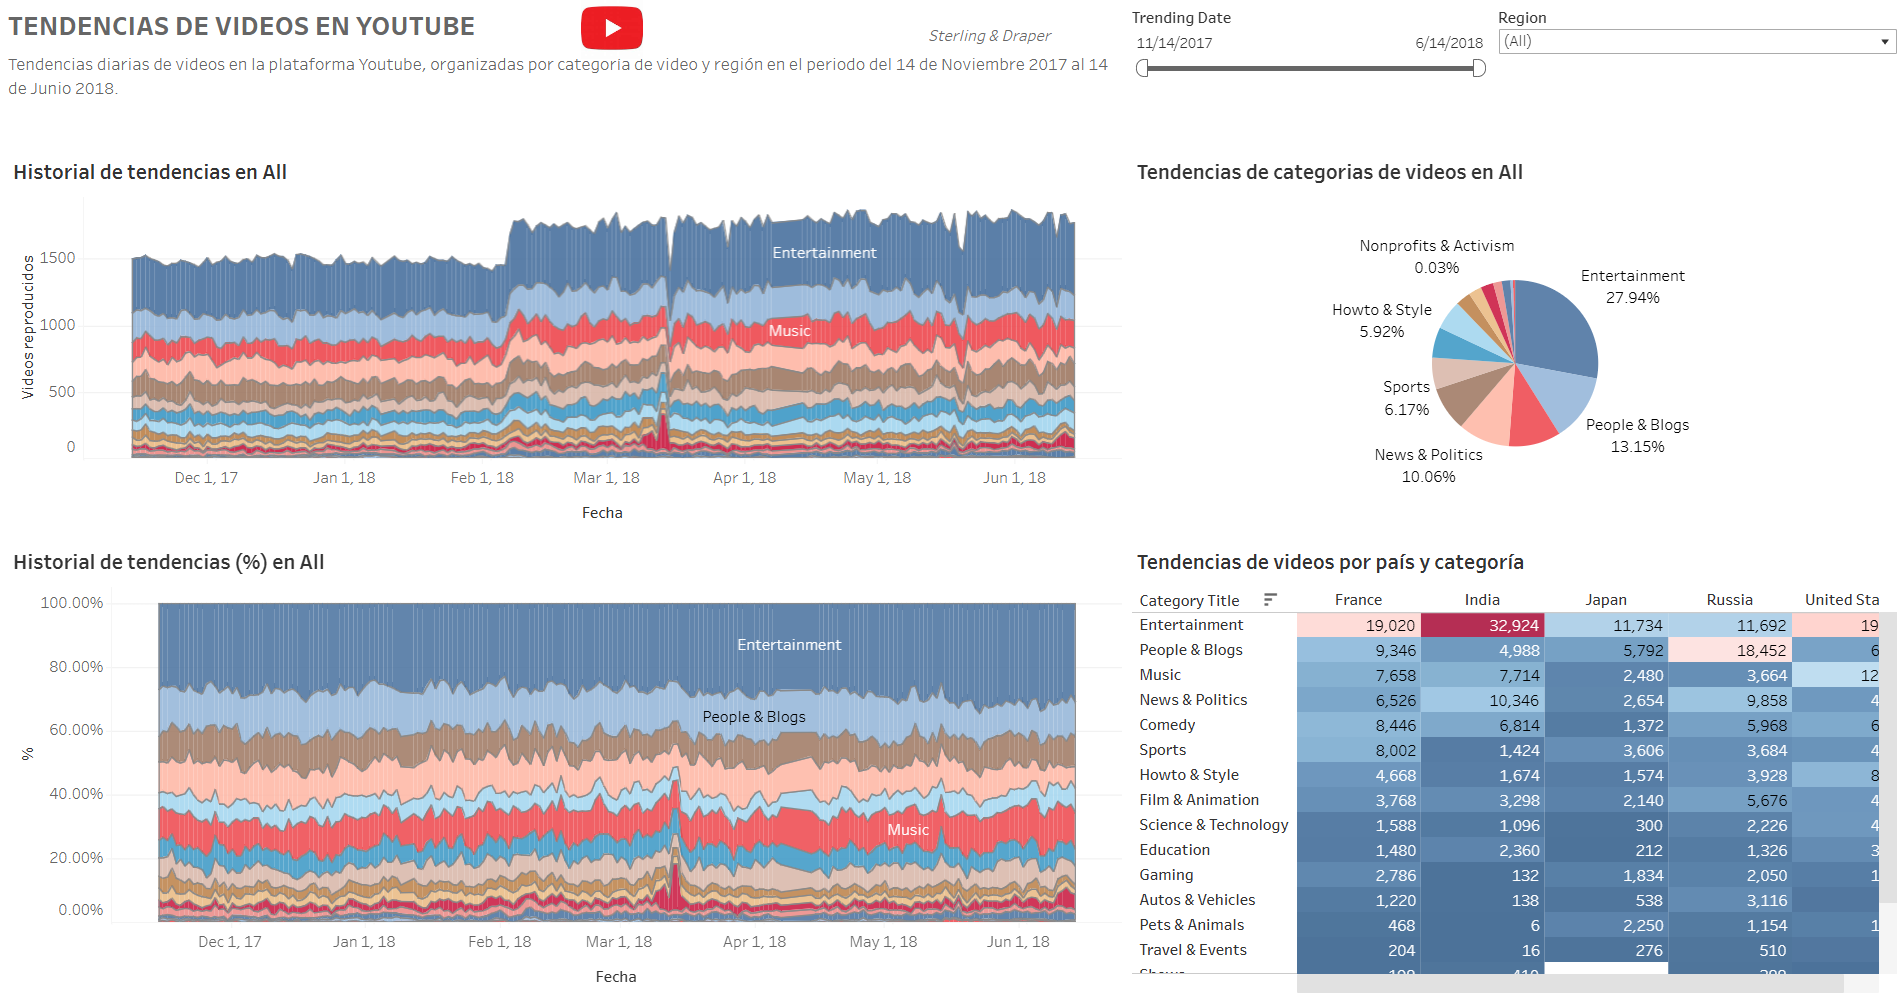 TENDENCIAS DE VIDEOS EN YOUTUBE
Sterling & Draper
Tendencias diarias de videos en la plataforma Youtube, organizadas por categoria de video y región en el periodo del 14 de Noviembre 2017 al 14
de Junio 2018.
Trending Date
11/14/2017 6/14/2018
Region
(All)
Historial de tendencias en All
Videos reproducidos
1500
1000
500
0
Entertainment
Music
Dec 1, 17 Jan 1, 18 Feb 1, 18 Mar 1, 18 Apr 1, 18 May 1, 18 Jun 1, 18
Fecha
Tendencias de categorias de videos en All
Nonprofits & Activism
0.03%
Entertainment
27.94%
Howto & Style
5.92%
Sports
6.17%
People & Blogs
13.15%
News & Politics
10.06%
Historial de tendencias (%) en All
%
100.00%
80.00%
60.00%
40.00%
20.00%
0.00%
Entertainment
People & Blogs
Music
Dec 1, 17 Jan 1, 18 Feb 1, 18 Mar 1, 18 Apr 1, 18 May 1, 18 Jun 1, 18
Fecha
Tendencias de videos por país y categoría
Category Title France India Japan Russia United Sta
Entertainment 19,020 32,924 11,734 11,692 19
People & Blogs 9,346 4,988 5,792 18,452 6
Music 7,658 7,714 2,480 3,664 12
News & Politics 6,526 10,346 2,654 9,858 4
Comedy 8,446 6,814 1,372 5,968 6
Sports 8,002 1,424 3,606 3,684 4
Howto & Style 4,668 1,674 1,574 3,928 8
Film & Animation 3,768 3,298 2,140 5,676 4
Science & Technology 1,588 1,096 300 2,226 4
Education 1,480 2,360 212 1,326 3
Gaming 2,786 132 1,834 2,050 1
Autos & Vehicles 1,220 138 538 3,116
Pets & Animals 468 6 2,250 1,154 1
Travel & Events 204 16 276 510